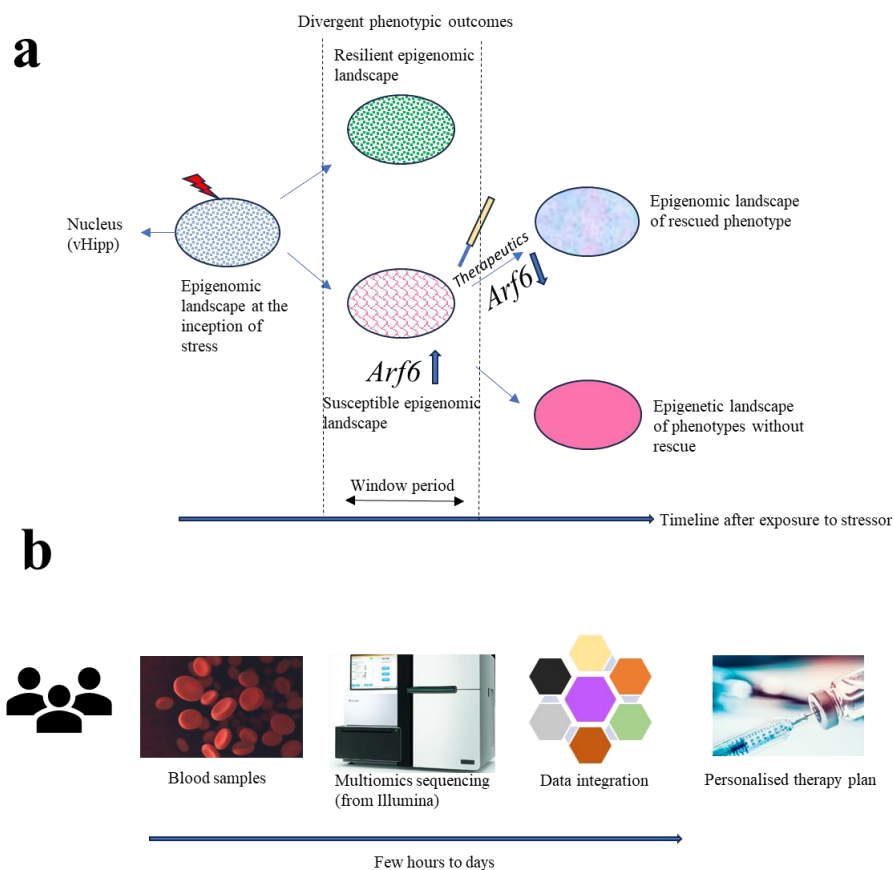 a
Divergent phenotypic outcomes
Resilient epigenomic
landscape
Nucleus
(vHipp)
Epigenomic
landscape at the
inception of
stress
Therapeutics
Arf6
Epigenomic landscape
of rescued phenotype
Arf6
Susceptible epigenomic
landscape
Epigenetic landscape
of phenotypes without
rescue
Window period
Timeline after exposure to stressor
b
Blood samples
Multiomics sequencing
(from Illumina)
Data integration
Personalised therapy plan
Few hours to days